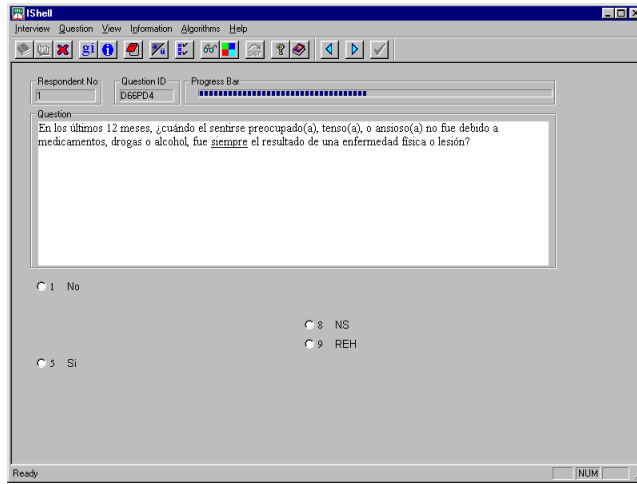 IShell
Interview Question View Information Algorithms Help
gi
Respondent No
Question ID
Progress Bar
1
D66PD4
Question
En los últimos 12 meses, ¿cuándo el sentirse preocupado(a), tenso(a), o ansioso(a) no fue debido a
medicamentos, drogas o alcohol, fue siempre el resultado de una enfermedad física o lesión?
1 No
8 NS
9 REH
5 Si
Ready
NUM